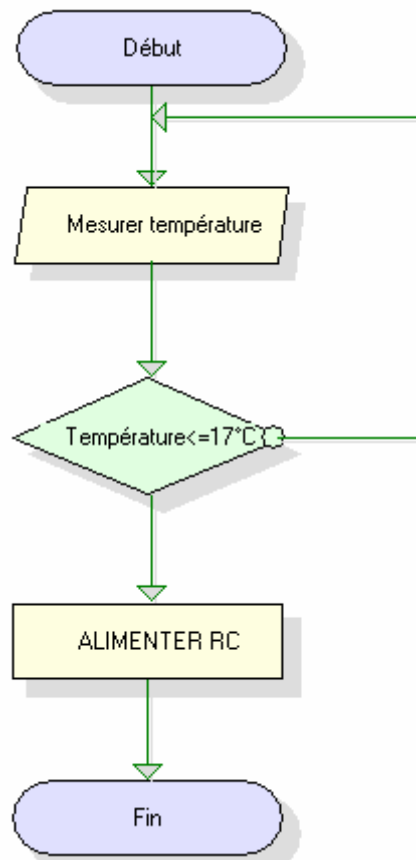 Début
Mesurer température
Température<=17°C
ALIMENTER RC
Fin